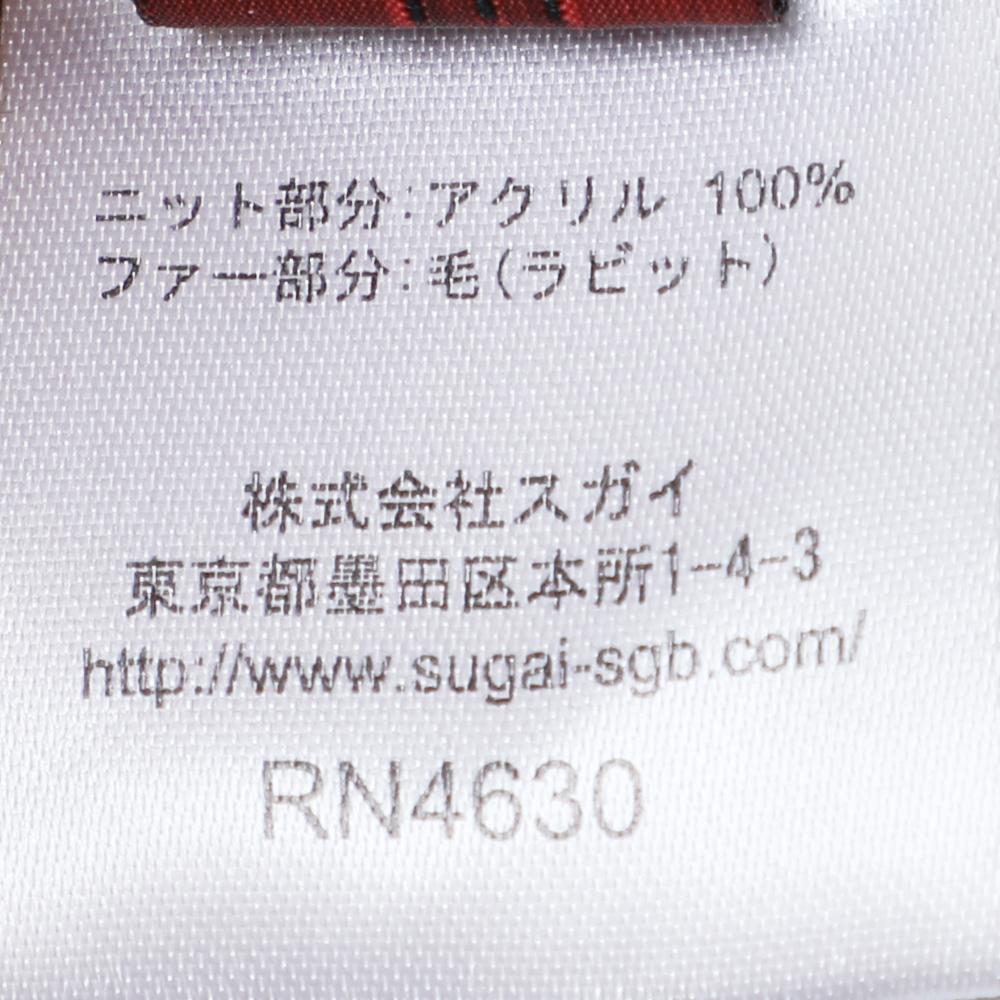 ニット部分:アクリル 100%
ファー部分:毛(ラビット)
株式会社スガイ
東京都墨田区本所1-4-3
http://www.sugai-sgb.com/
RN4630